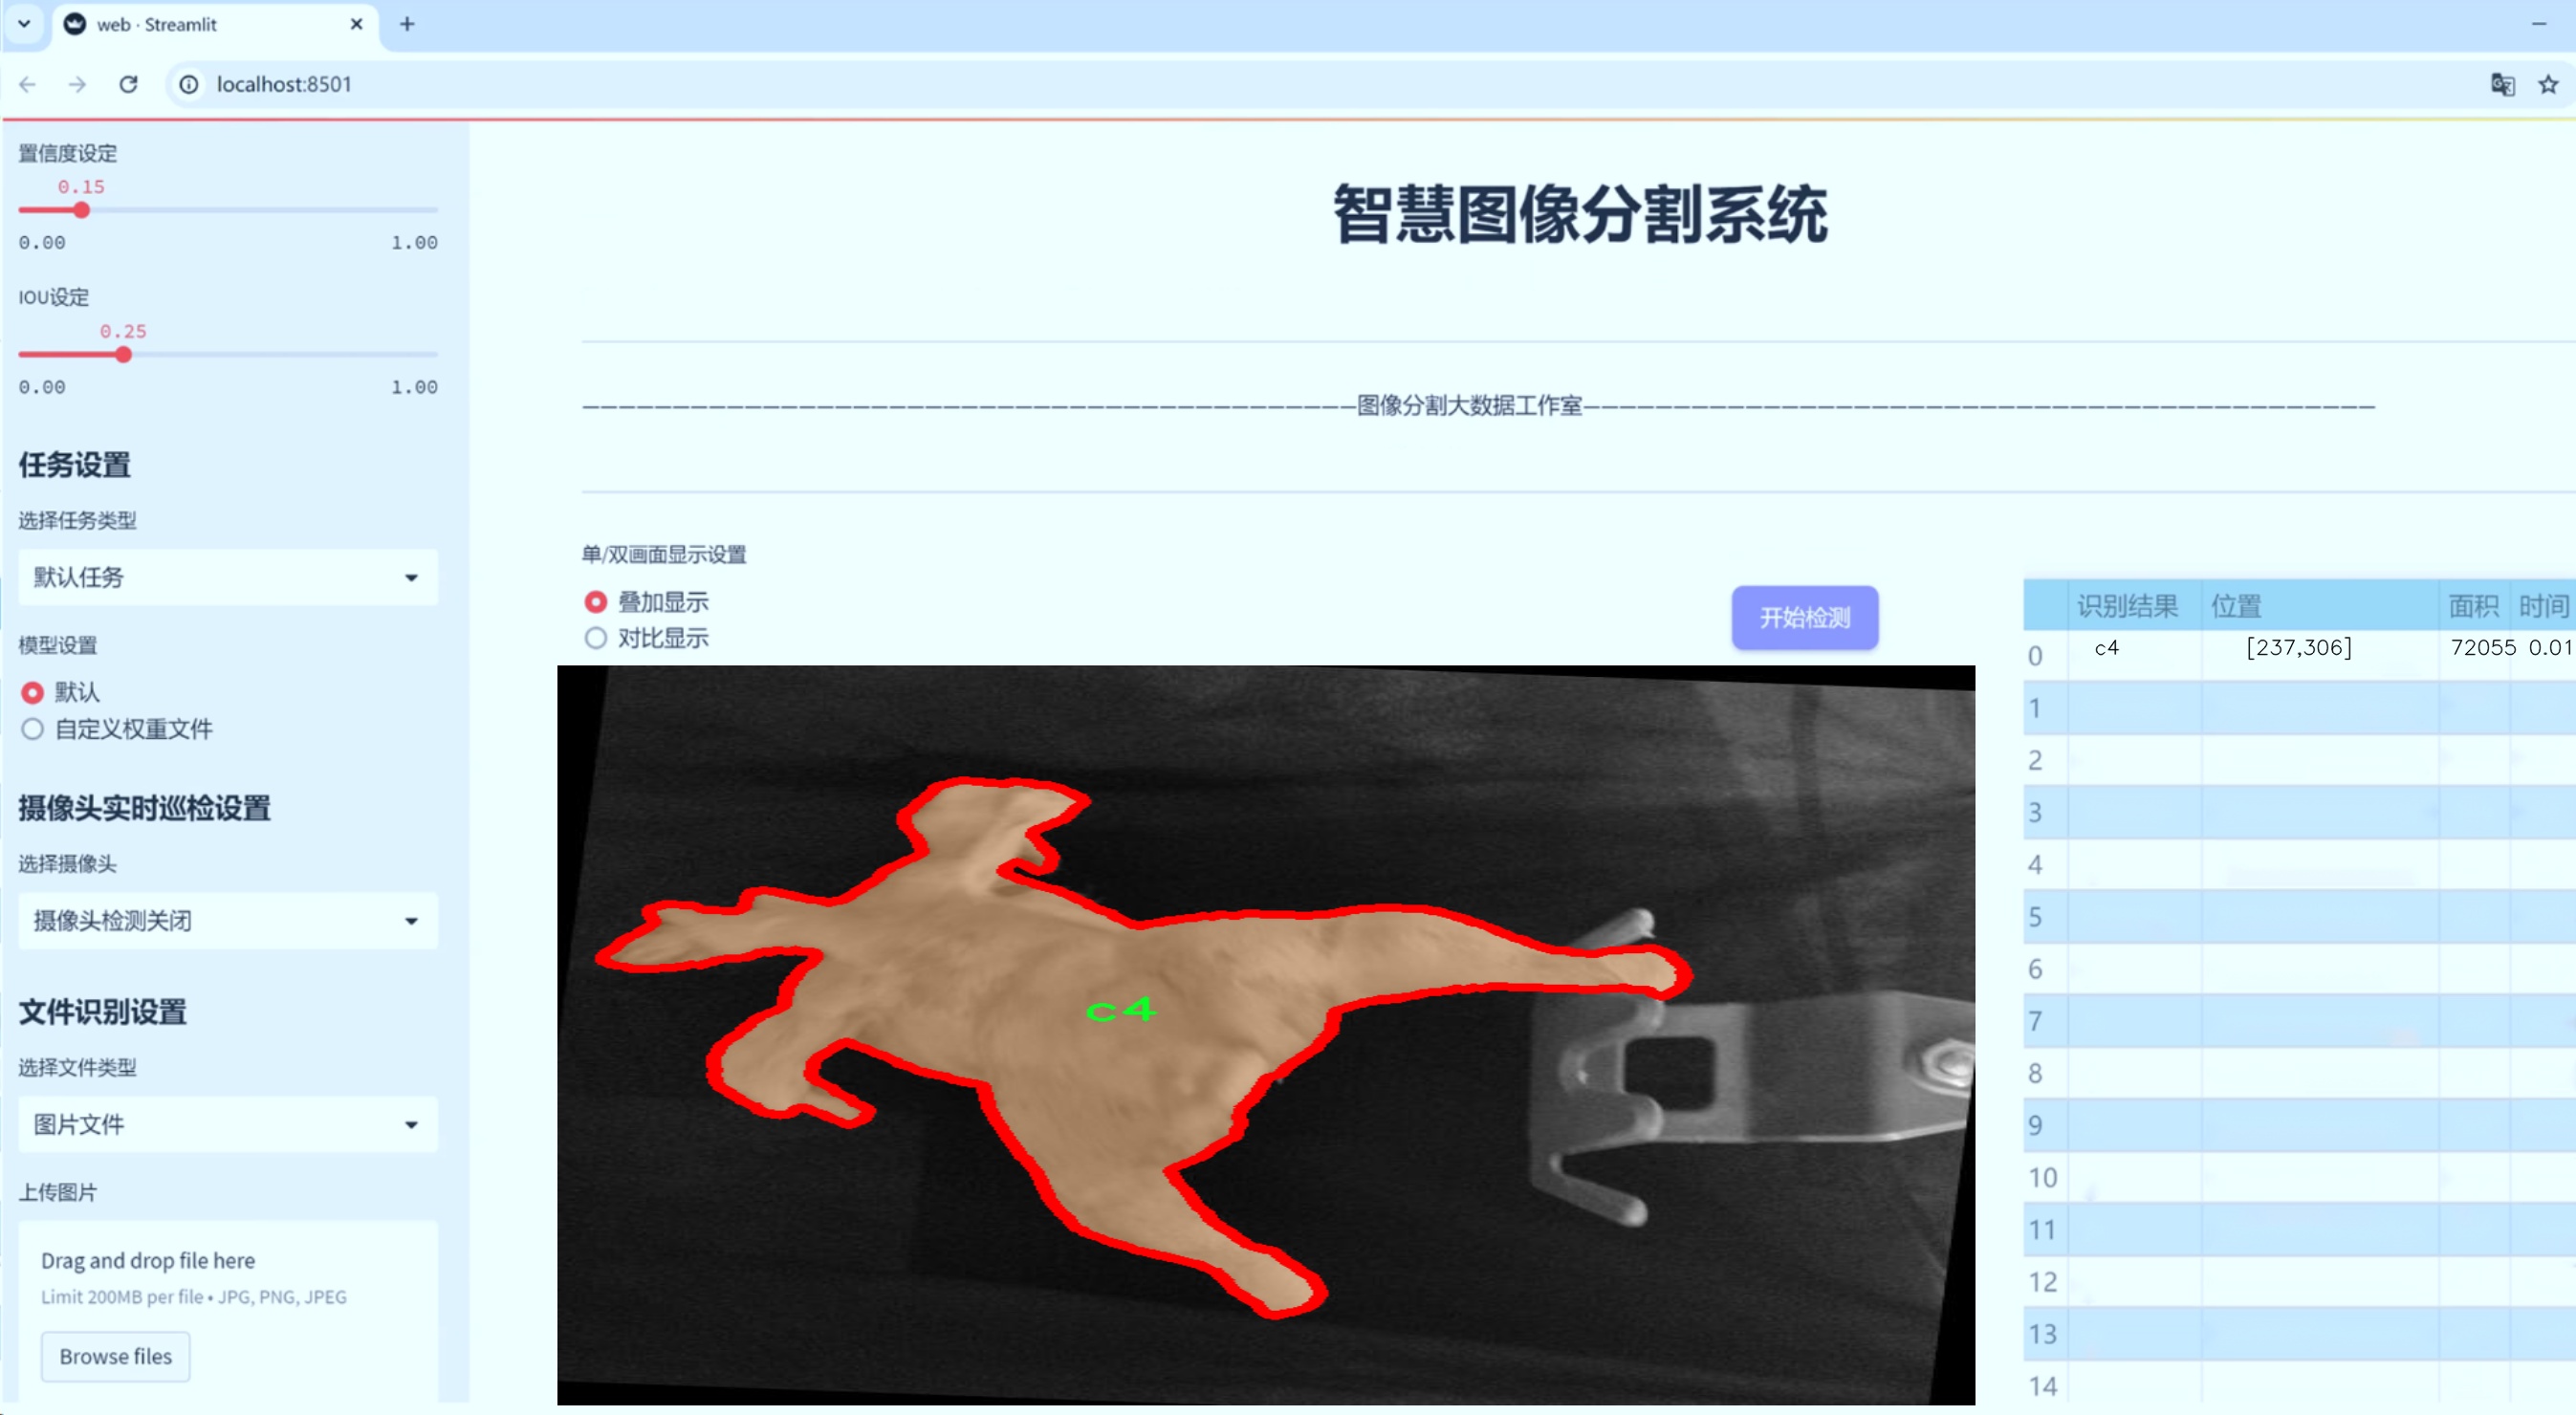 web · Streamlit
localhost:8501
置信度设定
0.15
0.00 1.00
IOU设定
0.25
0.00 1.00
任务设置
选择任务类型
默认任务
模型设置
默认
自定义权重文件
摄像头实时巡检设置
选择摄像头
摄像头检测关闭
文件识别设置
选择文件类型
图片文件
上传图片
Drag and drop file here
Limit 200MB per file • JPG, PNG, JPEG
Browse files
智慧图像分割系统
图像分割大数据工作室
单/双画面显示设置
叠加显示
对比显示
开始检测
c4
识别结果 位置 面积 时间
0 c4 [237,306] 72055 0.01
1
2
3
4
5
6
7
8
9
10
11
12
13
14